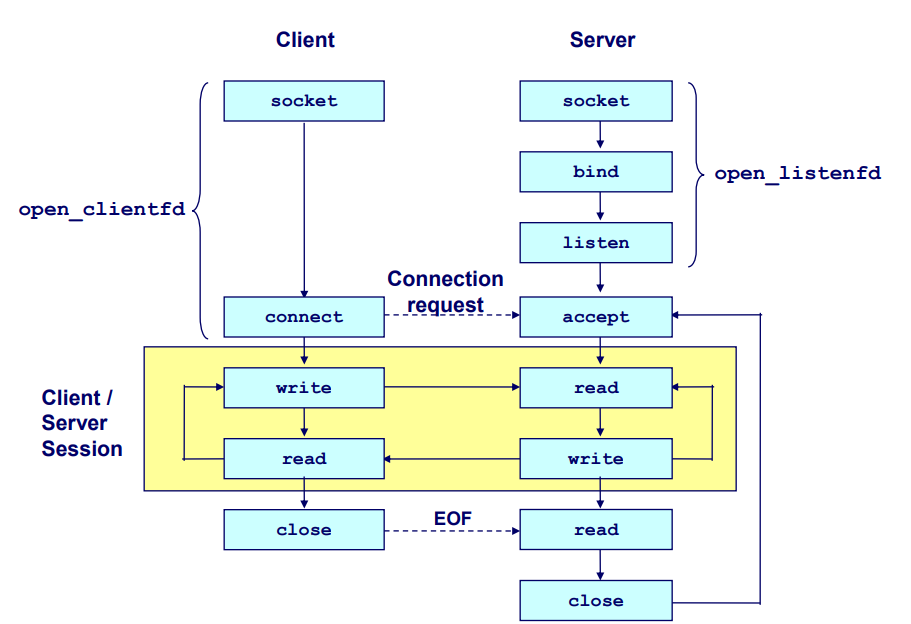 Client
Server
socket
socket
bind
open_listenfd
open_clientfd
listen
Connection
request
connect
accept
Client /
Server
Session
write
read
read
write
close
EOF
read
close